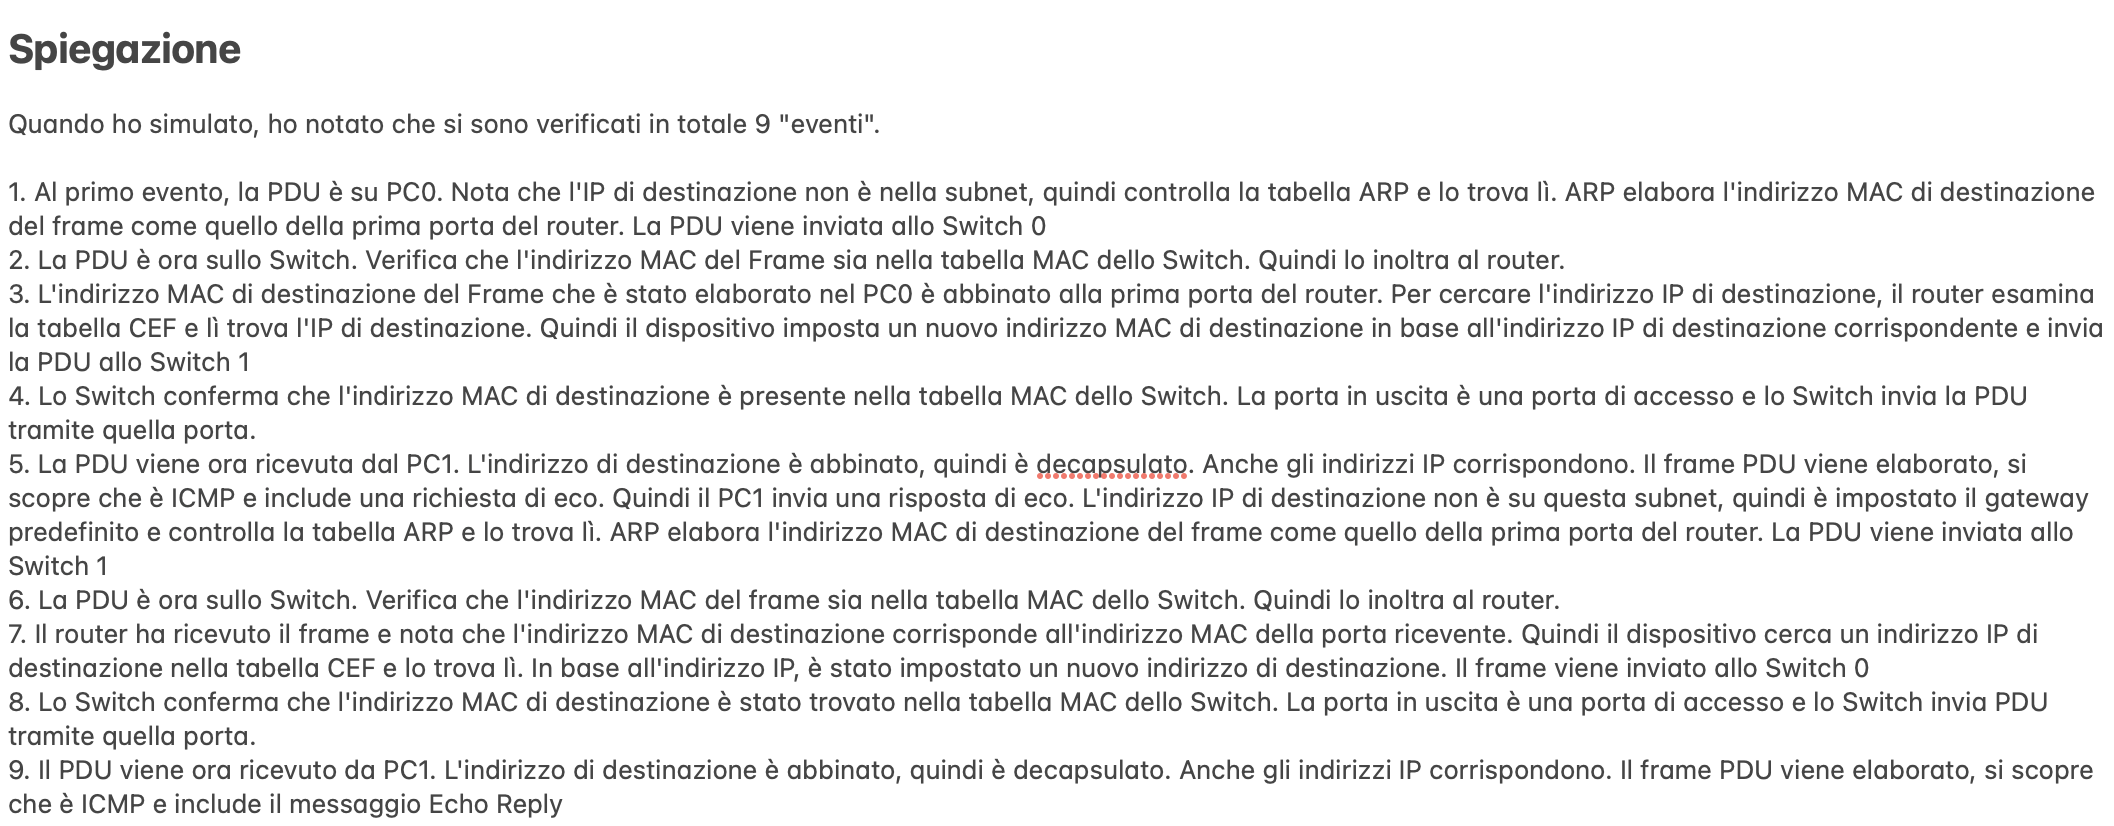 Spiegazione
Quando ho simulato, ho notato che si sono verificati in totale 9 "eventi".
1. Al primo evento, la PDU è su PC0. Nota che l'IP di destinazione non è nella subnet, quindi controlla la tabella ARP e lo trova lì. ARP elabora l'indirizzo MAC di destinazione
del frame come quello della prima porta del router. La PDU viene inviata allo Switch 0
2. La PDU è ora sullo Switch. Verifica che l'indirizzo MAC del Frame sia nella tabella MAC dello Switch. Quindi lo inoltra al router.
3. L'indirizzo MAC di destinazione del Frame che è stato elaborato nel PC0 è abbinato alla prima porta del router. Per cercare l'indirizzo IP di destinazione, il router esamina
la tabella CEF e lì trova l'IP di destinazione. Quindi il dispositivo imposta un nuovo indirizzo MAC di destinazione in base all'indirizzo IP di destinazione corrispondente e invia
la PDU allo Switch 1
4. Lo Switch conferma che l'indirizzo MAC di destinazione è presente nella tabella MAC dello Switch. La porta in uscita è una porta di accesso e lo Switch invia la PDU
tramite quella porta.
5. La PDU viene ora ricevuta dal PC1. L'indirizzo di destinazione è abbinato, quindi è decapsulato. Anche gli indirizzi IP corrispondono. Il frame PDU viene elaborato, si
scopre che è ICMP e include una richiesta di eco. Quindi il PC1 invia una risposta di eco. L'indirizzo IP di destinazione non è su questa subnet, quindi è impostato il gateway
predefinito e controlla la tabella ARP e lo trova lì. ARP elabora l'indirizzo MAC di destinazione del frame come quello della prima porta del router. La PDU viene inviata allo
Switch 1
6. La PDU è ora sullo Switch. Verifica che l'indirizzo MAC del frame sia nella tabella MAC dello Switch. Quindi lo inoltra al router.
7. Il router ha ricevuto il frame e nota che l'indirizzo MAC di destinazione corrisponde all'indirizzo MAC della porta ricevente. Quindi il dispositivo cerca un indirizzo IP di
destinazione nella tabella CEF e lo trova lì. In base all'indirizzo IP, è stato impostato un nuovo indirizzo di destinazione. Il frame viene inviato allo Switch 0
8. Lo Switch conferma che l'indirizzo MAC di destinazione è stato trovato nella tabella MAC dello Switch. La porta in uscita è una porta di accesso e lo Switch invia PDU
tramite quella porta.
9. Il PDU viene ora ricevuto da PC1. L'indirizzo di destinazione è abbinato, quindi è decapsulato. Anche gli indirizzi IP corrispondono. Il frame PDU viene elaborato, si scopre
che è ICMP e include il messaggio Echo Reply